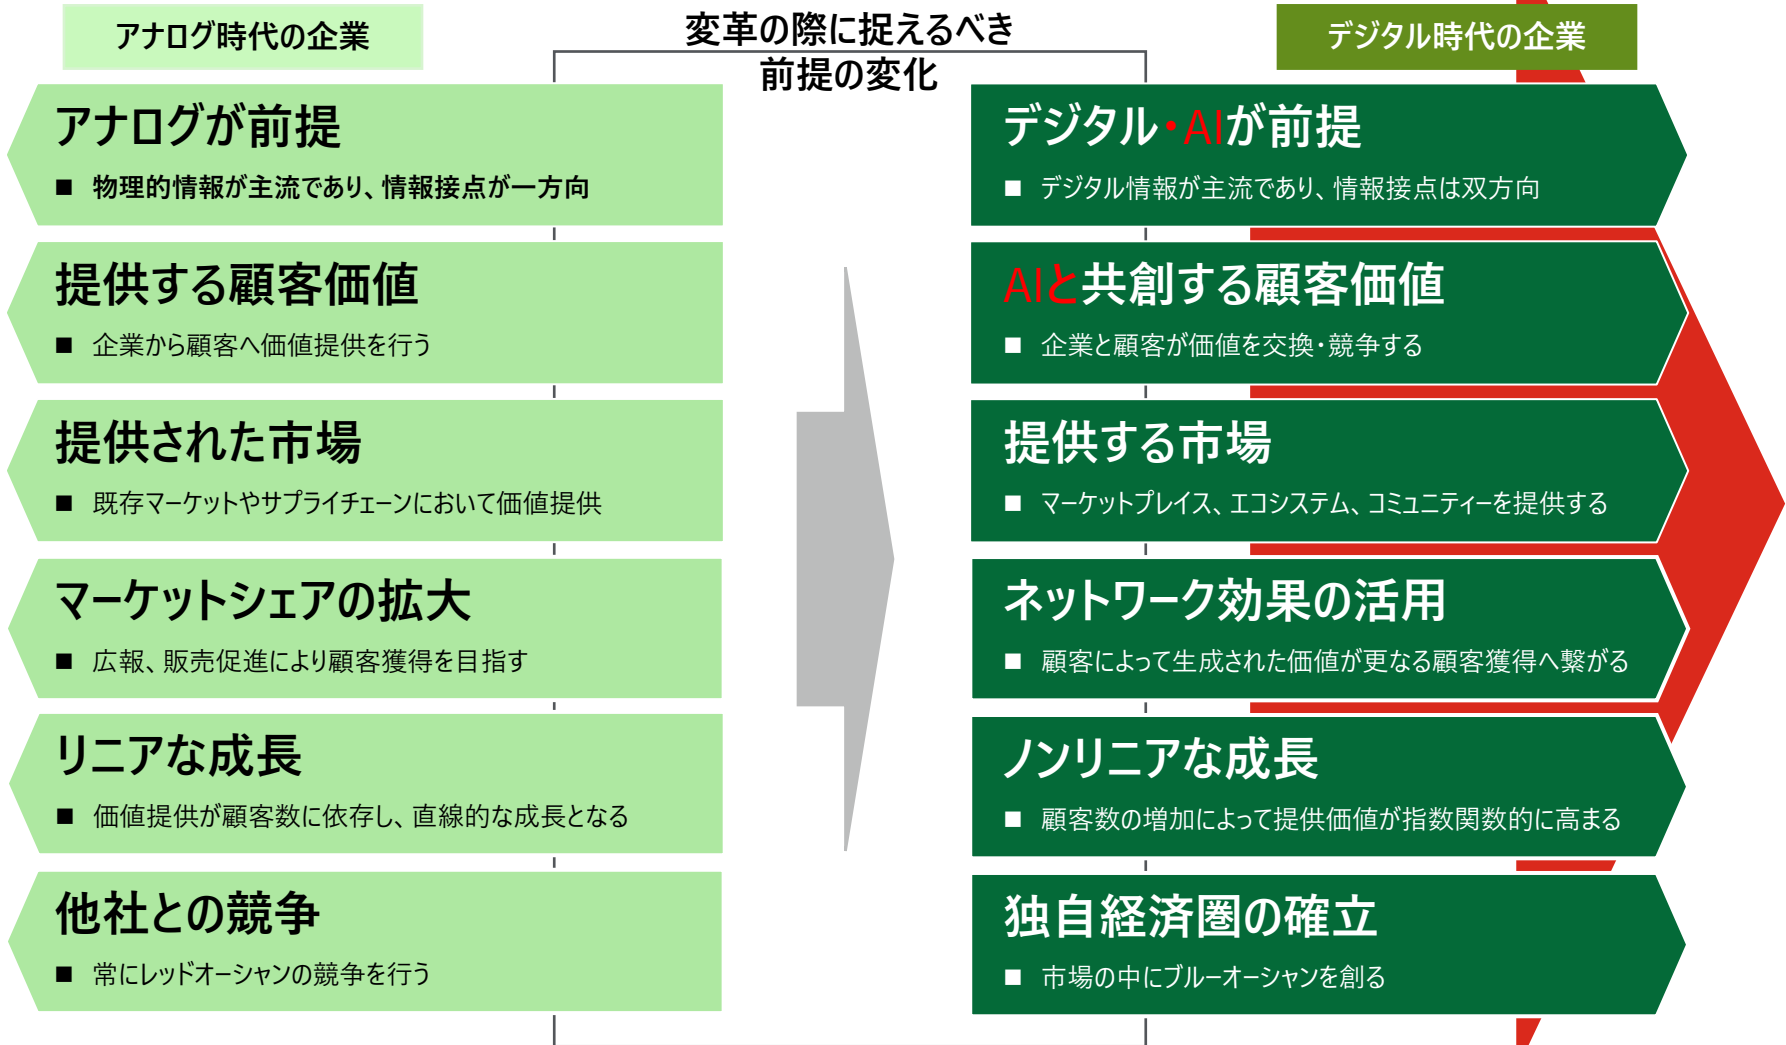 アナログ時代の企業
変革の際に捉えるべき
前提の変化
デジタル時代の企業
アナログが前提
■ 物理的情報が主流であり、情報接点が一方向
デジタル・AIが前提
■ デジタル情報が主流であり、情報接点は双方向
提供する顧客価値
■ 企業から顧客へ価値提供を行う
AIと共創する顧客価値
■ 企業と顧客が価値を交換・競争する
提供された市場
■ 既存マーケットやサプライチェーンにおいて価値提供
提供する市場
■ マーケットプレイス、エコシステム、コミュニティーを提供する
マーケットシェアの拡大
■ 広報、販売促進により顧客獲得を目指す
ネットワーク効果の活用
■ 顧客によって生成された価値が更なる顧客獲得へ繋がる
リニアな成長
■ 価値提供が顧客数に依存し、直線的な成長となる
ノンリニアな成長
■ 顧客数の増加によって提供価値が指数関数的に高まる
他社との競争
■ 常にレッドオーシャンの競争を行う
独自経済圏の確立
■ 市場の中にブルーオーシャンを創る